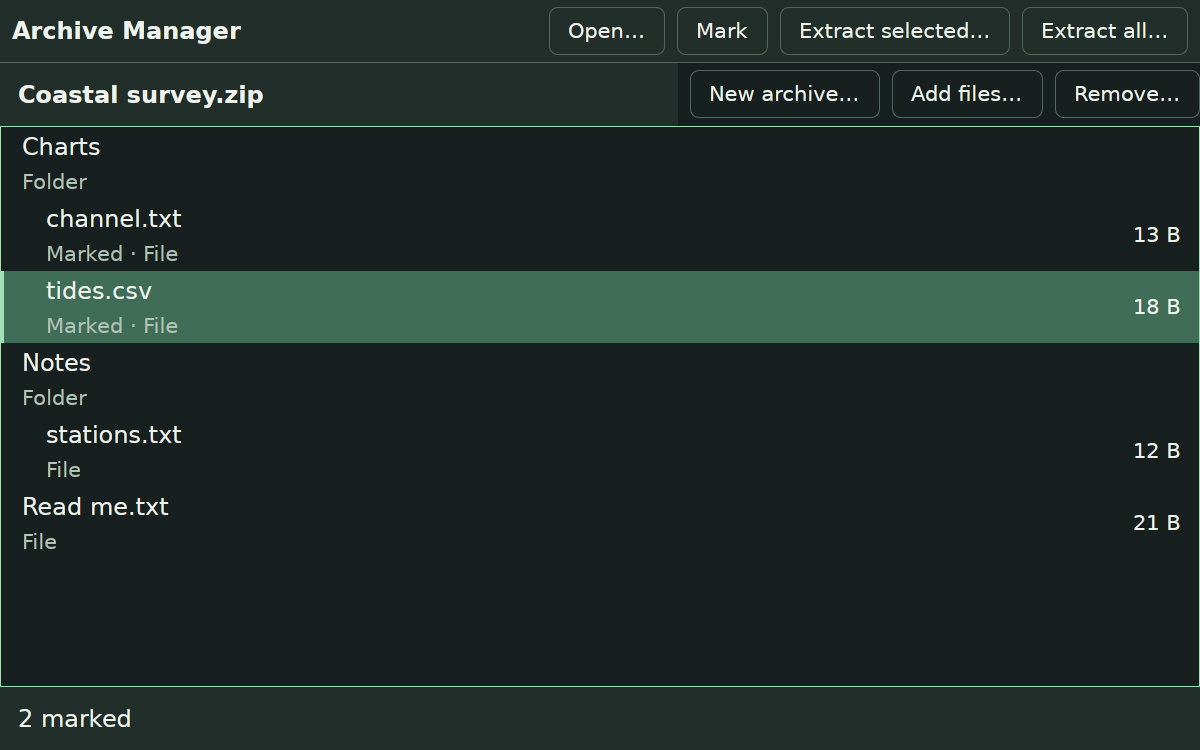 Archive Manager Open... Mark Extract selected... Extract all...
Coastal survey.zip New archive... Add files... Remove...
Charts
Folder
channel.txt
Marked · File 13 B
tides.csv
Marked · File 18 B
Notes
Folder
stations.txt
File 12 B
Read me.txt
File 21 B
2 marked